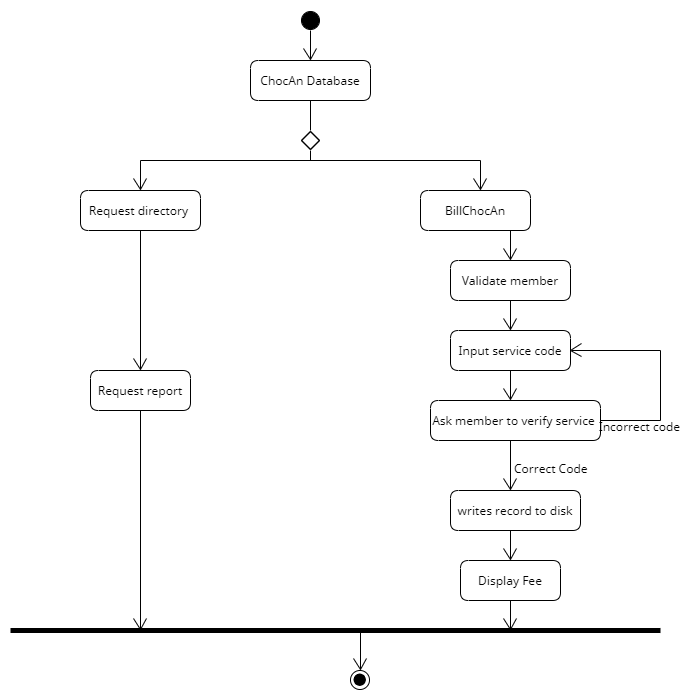 ChocAn Database
Request directory
BillChocAn
Validate member
Input service code
Request report
Ask member to verify service
Incorrect code
Correct Code
writes record to disk
Display Fee